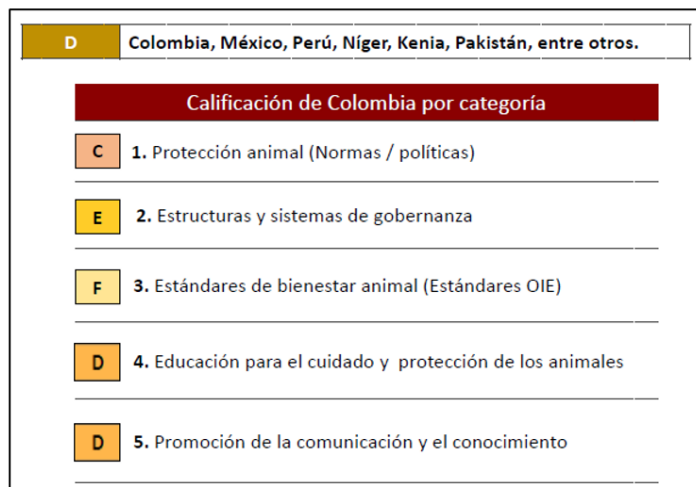 D Colombia, México, Perú, Níger, Kenia, Pakistán, entre otros.
Calificación de Colombia por categoría
C 1. Protección animal (Normas / políticas)
E 2. Estructuras y sistemas de gobernanza
F 3. Estándares de bienestar animal (Estándares OIE)
D 4. Educación para el cuidado y protección de los animales
D 5. Promoción de la comunicación y el conocimiento